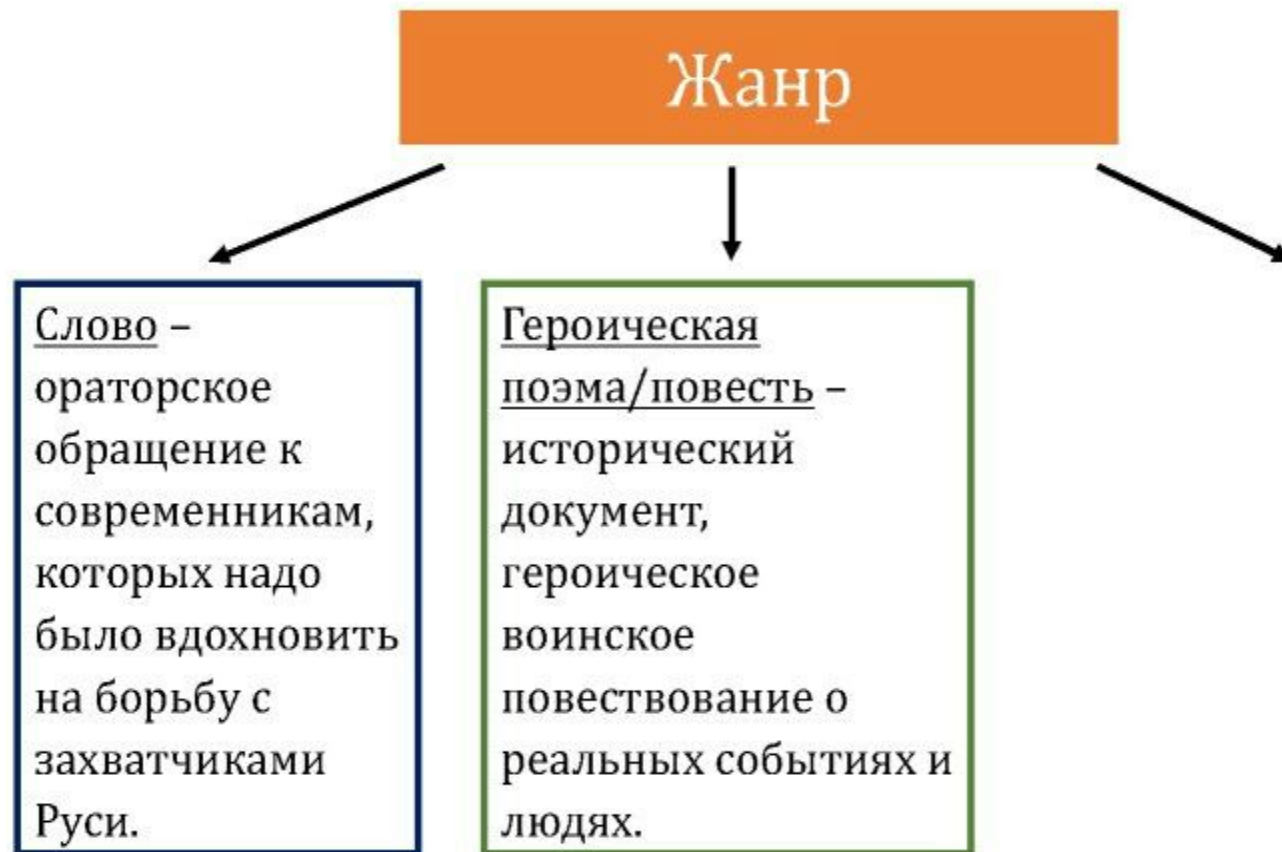 Жанр
Слово –
ораторское
обращение к
современникам,
которых надо
было вдохновить
на борьбу с
захватчиками
Руси.
Героическая
поэма/повесть –
исторический
документ,
героическое
воинское
повествование о
реальных событиях и
людях.